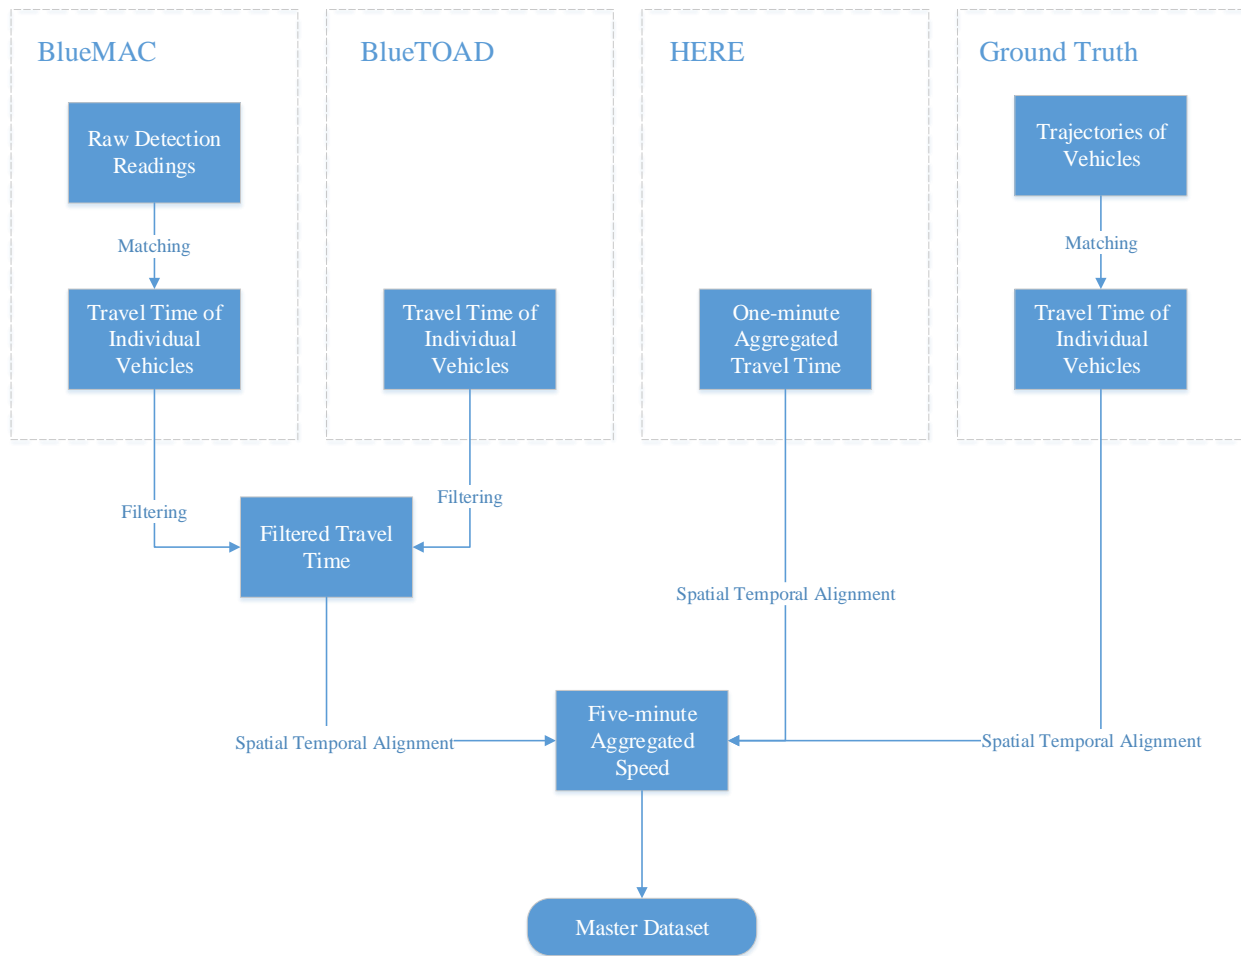 BlueMAC
BlueTOAD
HERE
Ground Truth
Raw Detection
Readings
Trajectories of
Vehicles
Matching
Matching
Travel Time of
Individual
Vehicles
Travel Time of
Individual
Vehicles
One-minute
Aggregated
Travel Time
Travel Time of
Individual
Vehicles
Filtering
Filtering
Filtered Travel
Time
Spatial Temporal Alignment
Spatial Temporal Alignment
Five-minute
Aggregated
Speed
Spatial Temporal Alignment
Master Dataset